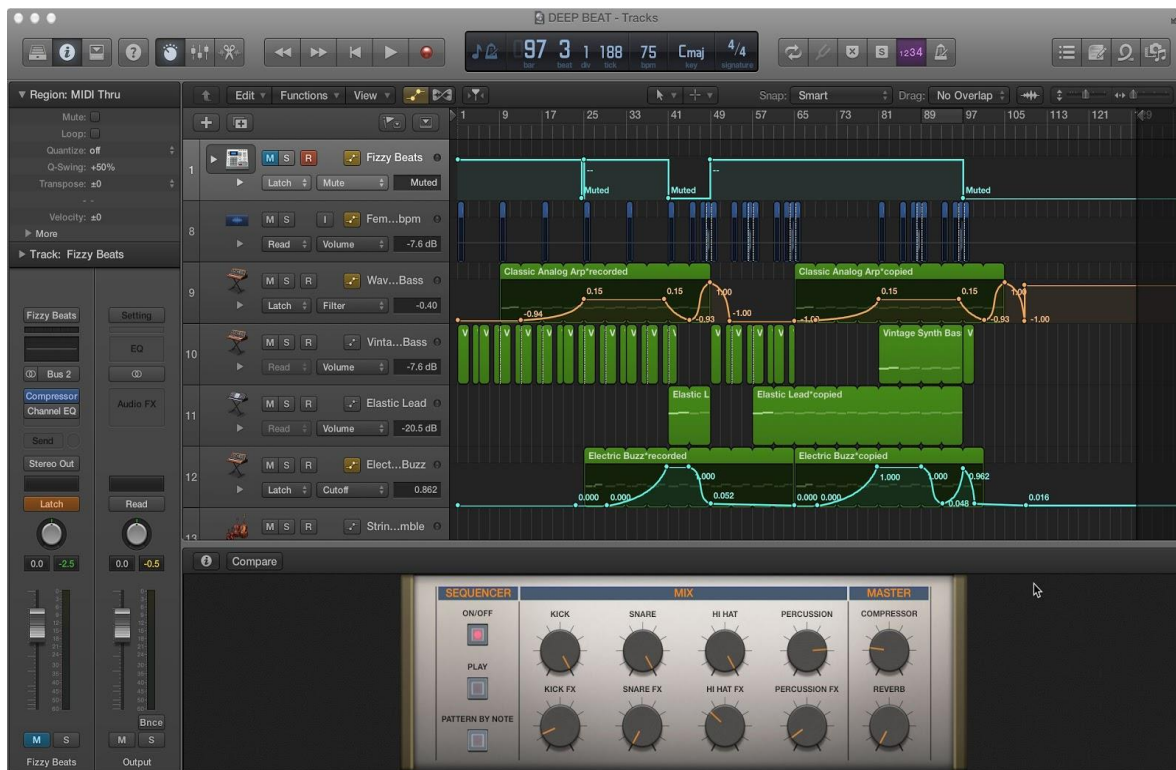 DEEP BEAT - Tracks
97 3 1 188 75 Cmaj 4/4
bar beat div tick bpm key signature
S 1234
Region: MIDI Thru
Mute:
Loop:
Quantize: off
Q-Swing: +50%
Transpose: ±0
- -
Velocity: ±0
More
Track: Fizzy Beats
Edit Functions View Snap: Smart Drag: No Overlap
1 9 17 25 33 41 49 57 65 73 81 89 97 105 113 121 129
1 M S R Fizzy Beats
Latch Mute Muted
-- Muted Muted -- Muted
8 M S I Fem...bpm
Read Volume -7.6 dB
9 M S R Wav...Bass
Latch Filter -0.40
Classic Analog Arp*recorded Classic Analog Arp*copied
-0.94 0.15 0.15 -0.93 1.00 -1.00 -1.00 0.15 0.15 -0.93 1.00 -1.00
10 M S R Vinta...Bass
Read Volume -7.6 dB
V V V V V V V V V V V V V V Vintage Synth Bas V
11 M S R Elastic Lead
Read Volume -20.5 dB
Elastic L Elastic Lead*copied
12 M S R Elect...Buzz
Latch Cutoff 0.862
Electric Buzz*recorded Electric Buzz*copied
0.000 0.000 1.000 0.052 0.000 0.000 1.000 1.000 0.048 0.962 0.016
13 M S R Strin...mble
Fizzy Beats Setting
EQ
Bus 2
Compressor
Channel EQ
Audio FX
Send
Stereo Out
Latch Read
0.0 -2.5 0.0 -0.5
Bnce
M S M S
Fizzy Beats Output
Compare
SEQUENCER MIX MASTER
ON/OFF KICK SNARE HI HAT PERCUSSION COMPRESSOR
PLAY
KICK FX SNARE FX HI HAT FX PERCUSSION FX REVERB
PATTERN BY NOTE